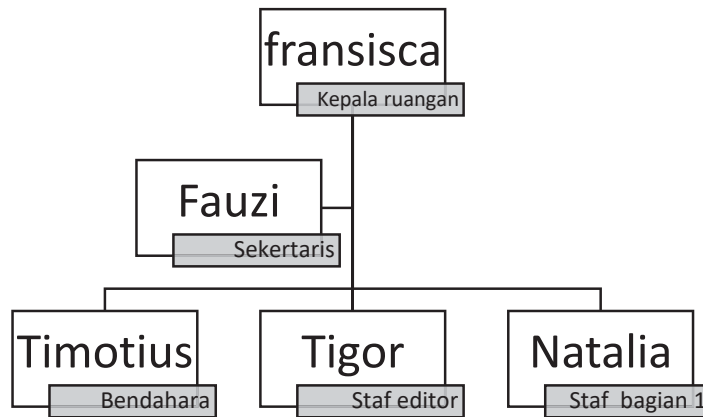 fransisca
Kepala ruangan
Fauzi
Sekertaris
Timotius
Bendahara
Tigor
Staf editor
Natalia
Staf bagian 1